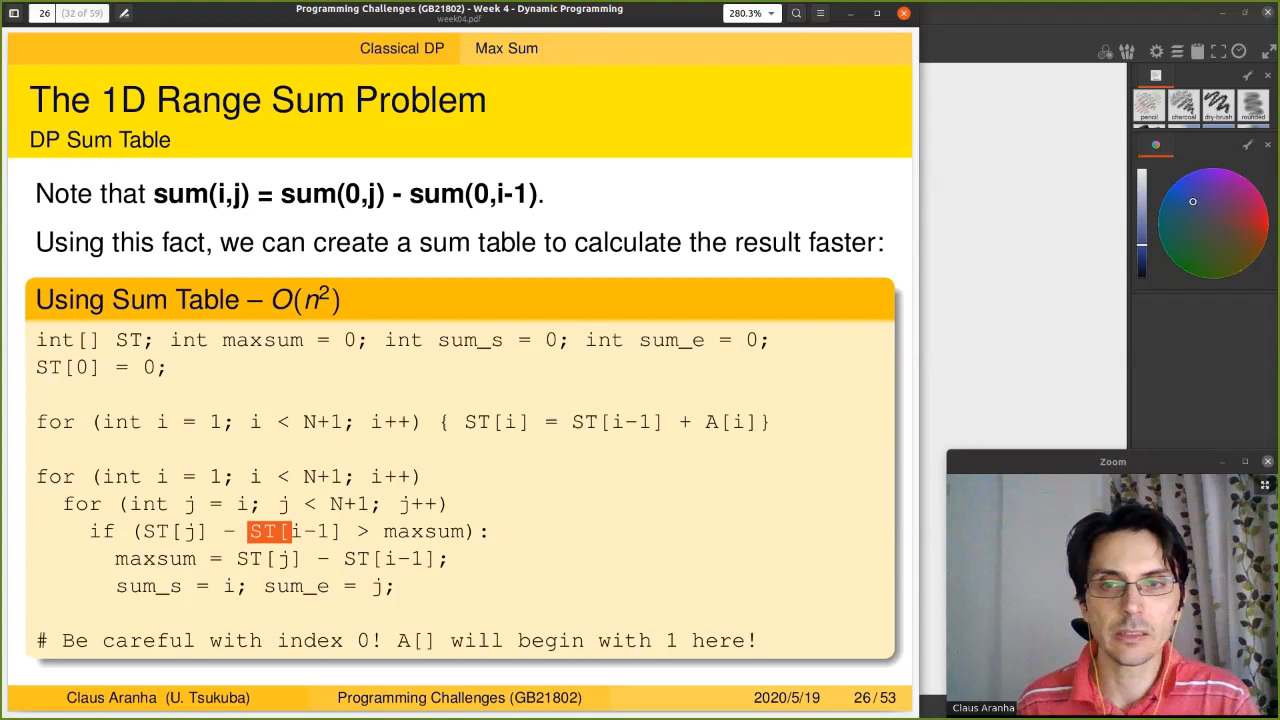 26 (32 of 59) Programming Challenges (GB21802) - Week 4 - Dynamic Programming 280.3%
week04.pdf
Classical DP Max Sum
The 1D Range Sum Problem
DP Sum Table
Note that sum(i,j) = sum(0,j) - sum(0,i-1).
Using this fact, we can create a sum table to calculate the result faster:
Using Sum Table – O(n²)
int[] ST; int maxsum = 0; int sum_s = 0; int sum_e = 0;
ST[0] = 0;
for (int i = 1; i < N+1; i++) { ST[i] = ST[i-1] + A[i]}
for (int i = 1; i < N+1; i++)
for (int j = i; j < N+1; j++)
if (ST[j] - ST[i-1] > maxsum):
maxsum = ST[j] - ST[i-1];
sum_s = i; sum_e = j;
# Be careful with index 0! A[] will begin with 1 here!
Claus Aranha (U. Tsukuba) Programming Challenges (GB21802) 2020/5/19 26 / 53
pencil charcoal dry-brush rounded
Zoom
Claus Aranha